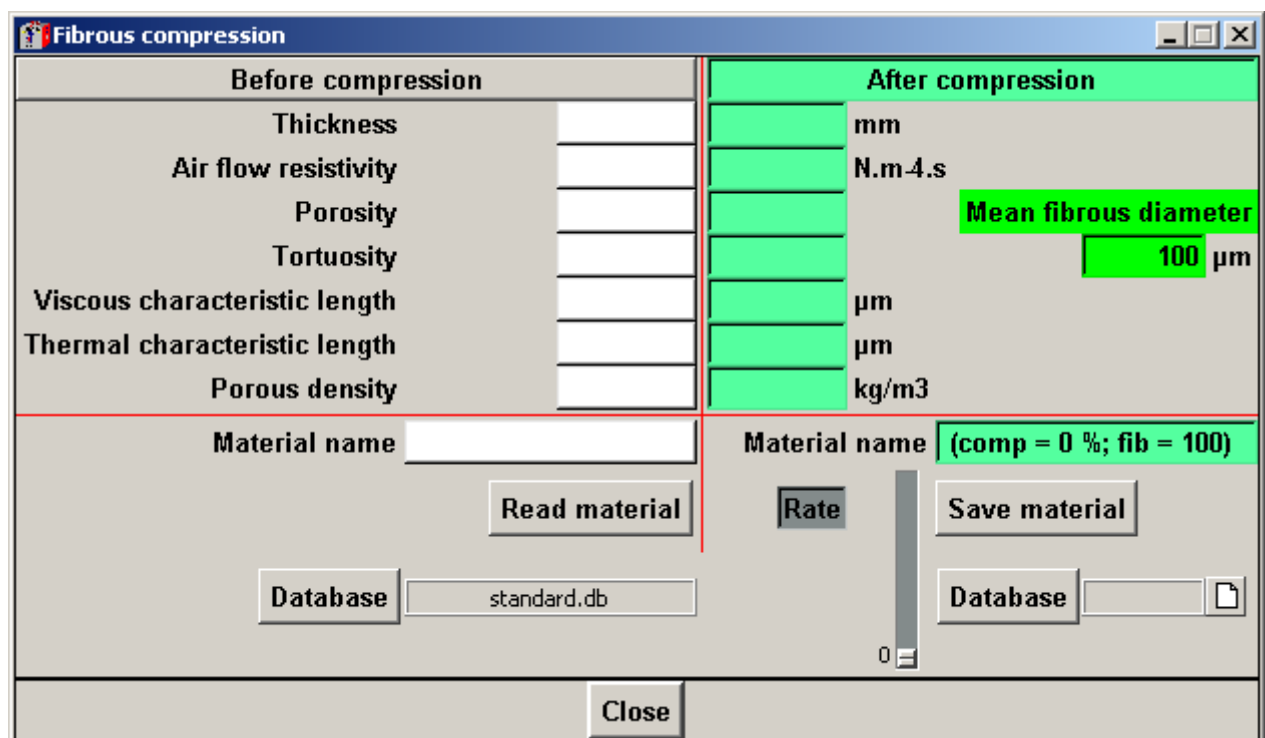 Fibrous compression
Before compression After compression
Thickness mm
Air flow resistivity N.m-4.s
Porosity Mean fibrous diameter
Tortuosity 100 µm
Viscous characteristic length µm
Thermal characteristic length µm
Porous density kg/m3
Material name Material name (comp = 0 %; fib = 100)
Read material Rate Save material
Database standard.db Database
0
Close